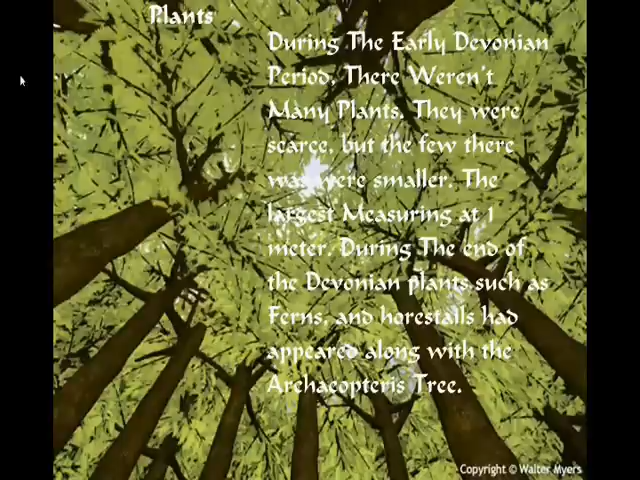 Plants
During The Early Devonian
Period, There Weren't
Many Plants. They were
scarce, but the few there
was were smaller. The
largest Measuring at 1
meter. During The end of
the Devonian plants such as
Ferns, and horestails had
appeared along with the
Archaeopteris Tree.
Copyright © Walter Myers